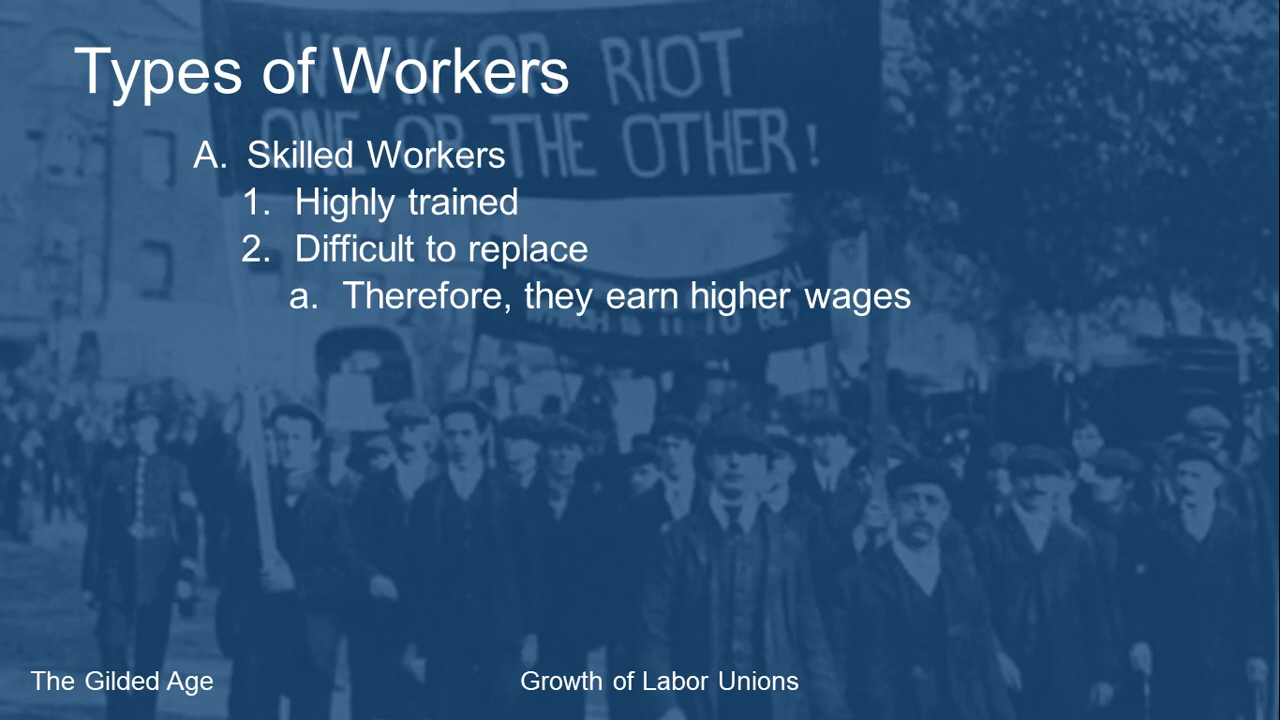 Types of Workers
WORK OR RIOT
ONE OR THE OTHER!
A. Skilled Workers
1. Highly trained
2. Difficult to replace
a. Therefore, they earn higher wages
The Gilded Age
Growth of Labor Unions